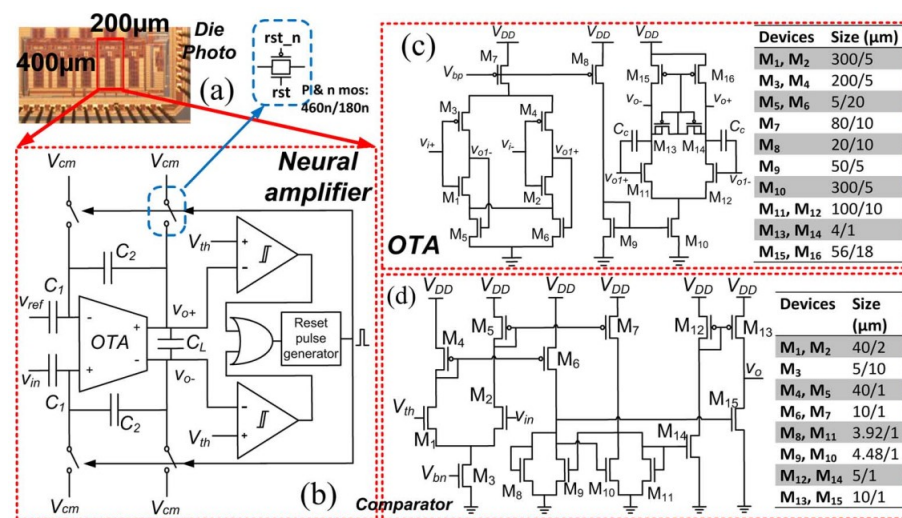 200μm
400μm
Die
Photo
(a)
rst_n
rst
P& n mos:
460n/180n
Neural
amplifier
Vcm
Vcm
C2
C1
vref
OTA
-
+
+
-
vin
C1
C2
vo+
CL
vo-
Vth
+
-
-
+
Vth
Reset
pulse
generator
Vcm
Vcm
(b)
(c)
VDD
VDD
VDD
M7
M8
M15
M16
Vbp
vo-
vo+
M3
M4
Cc
Cc
M13
M14
vi+
vo1-
vi-
vo1+
vo1+
vo1-
M1
M2
M11
M12
M5
M6
M9
M10
OTA
Devices Size (μm)
M1, M2 300/5
M3, M4 200/5
M5, M6 5/20
M7 80/10
M8 20/10
M9 50/5
M10 300/5
M11, M12 100/10
M13, M14 4/1
M15, M16 56/18
(d)
VDD
VDD
VDD
VDD
VDD
VDD
M4
M5
M6
M7
M12
M13
vo
Vth
M1
M2
vin
M15
M14
Vbn
M3
M8
M9
M10
M11
Comparator
Devices Size
(μm)
M1, M2 40/2
M3 5/10
M4, M5 40/1
M6, M7 10/1
M8, M11 3.92/1
M9, M10 4.48/1
M12, M14 5/1
M13, M15 10/1